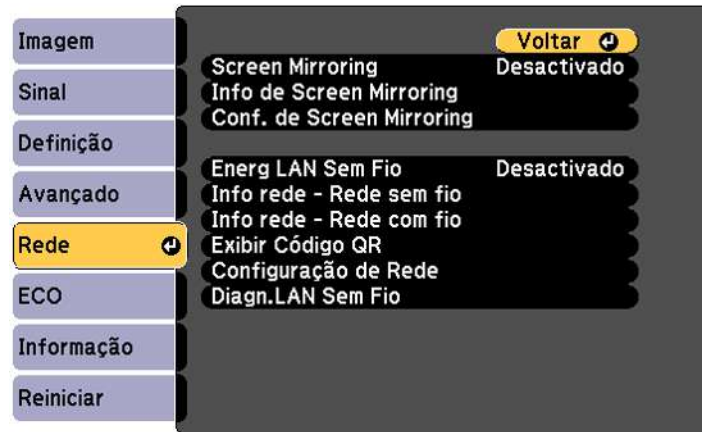 Imagem
Sinal
Definição
Avançado
Rede
ECO
Informação
Reiniciar
Voltar
Screen Mirroring Desactivado
Info de Screen Mirroring
Conf. de Screen Mirroring
Energ LAN Sem Fio Desactivado
Info rede - Rede sem fio
Info rede - Rede com fio
Exibir Código QR
Configuração de Rede
Diagn.LAN Sem Fio